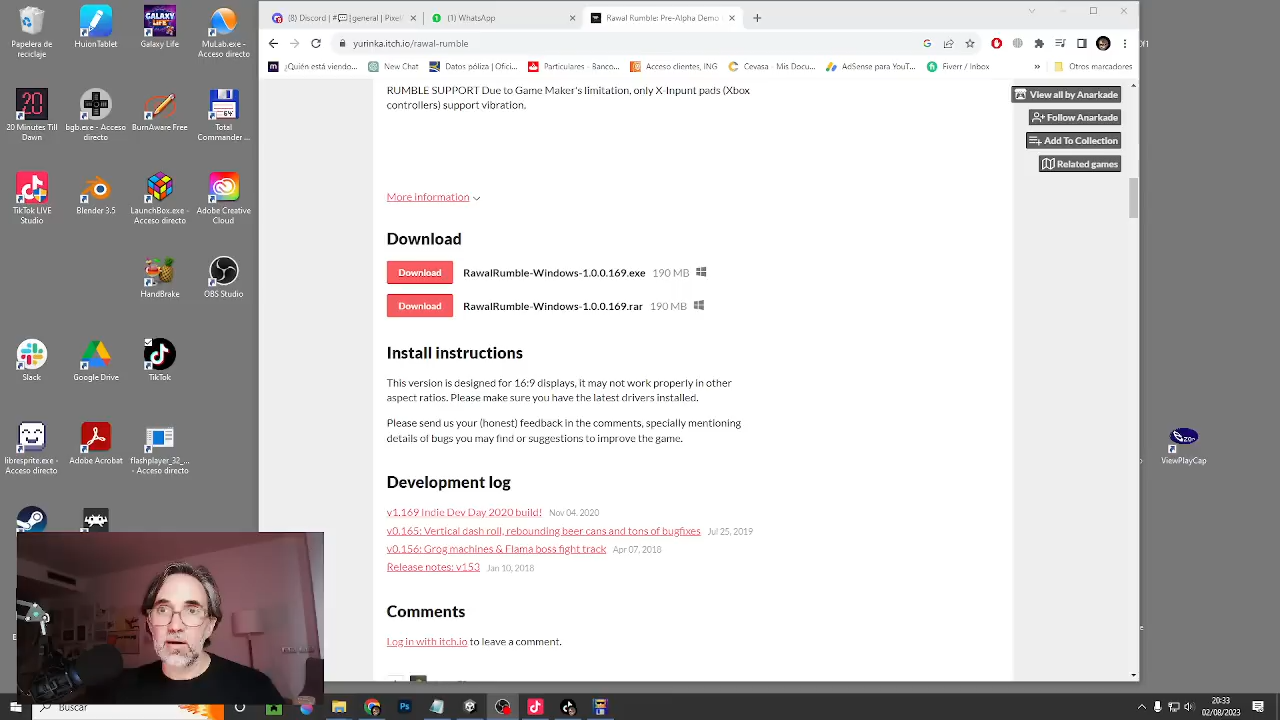 Papelera de
reciclaje
HuionTablet
Galaxy Life
MuLab.exe -
Acceso directo
20 Minutes Till
Dawn
bgb.exe - Acceso
directo
BurnAware Free
Total
Commander ...
TikTok LIVE
Studio
Blender 3.5
LaunchBox.exe -
Acceso directo
Adobe Creative
Cloud
HandBrake
OBS Studio
Slack
Google Drive
TikTok
libresprite.exe -
Acceso directo
Adobe Acrobat
flashplayer_32_...
- Acceso directo
ViewPlayCap
(8) Discord | #💬 | general | Pixel
(1) WhatsApp
Rawal Rumble: Pre-Alpha Demo
yurinka.itch.io/rawal-rumble
¿Quién está viendo...
New Chat
Datos póliza | Ofici...
Particulares - Banco...
Acceso clientes, ING
Cevasa - Mis Docu...
AdSense para YouT...
Fiverr / Inbox
»
Otros marcadores
RUMBLE SUPPORT Due to Game Maker's limitation, only X-Inpunt pads (Xbox
controllers) support vibration.
View all by Anarkade
Follow Anarkade
Add To Collection
Related games
More information
Download
Download RawalRumble-Windows-1.0.0.169.exe 190 MB
Download RawalRumble-Windows-1.0.0.169.rar 190 MB
Install instructions
This version is designed for 16:9 displays, it may not work properly in other
aspect ratios. Please make sure you have the latest drivers installed.
Please send us your (honest) feedback in the comments, specially mentioning
details of bugs you may find or suggestions to improve the game.
Development log
v1.169 Indie Dev Day 2020 build! Nov 04, 2020
v0.165: Vertical dash roll, rebounding beer cans and tons of bugfixes Jul 25, 2019
v0.156: Grog machines & Flama boss fight track Apr 07, 2018
Release notes: v153 Jan 10, 2018
Comments
Log in with itch.io to leave a comment.
Buscar
20:33
02/08/2023